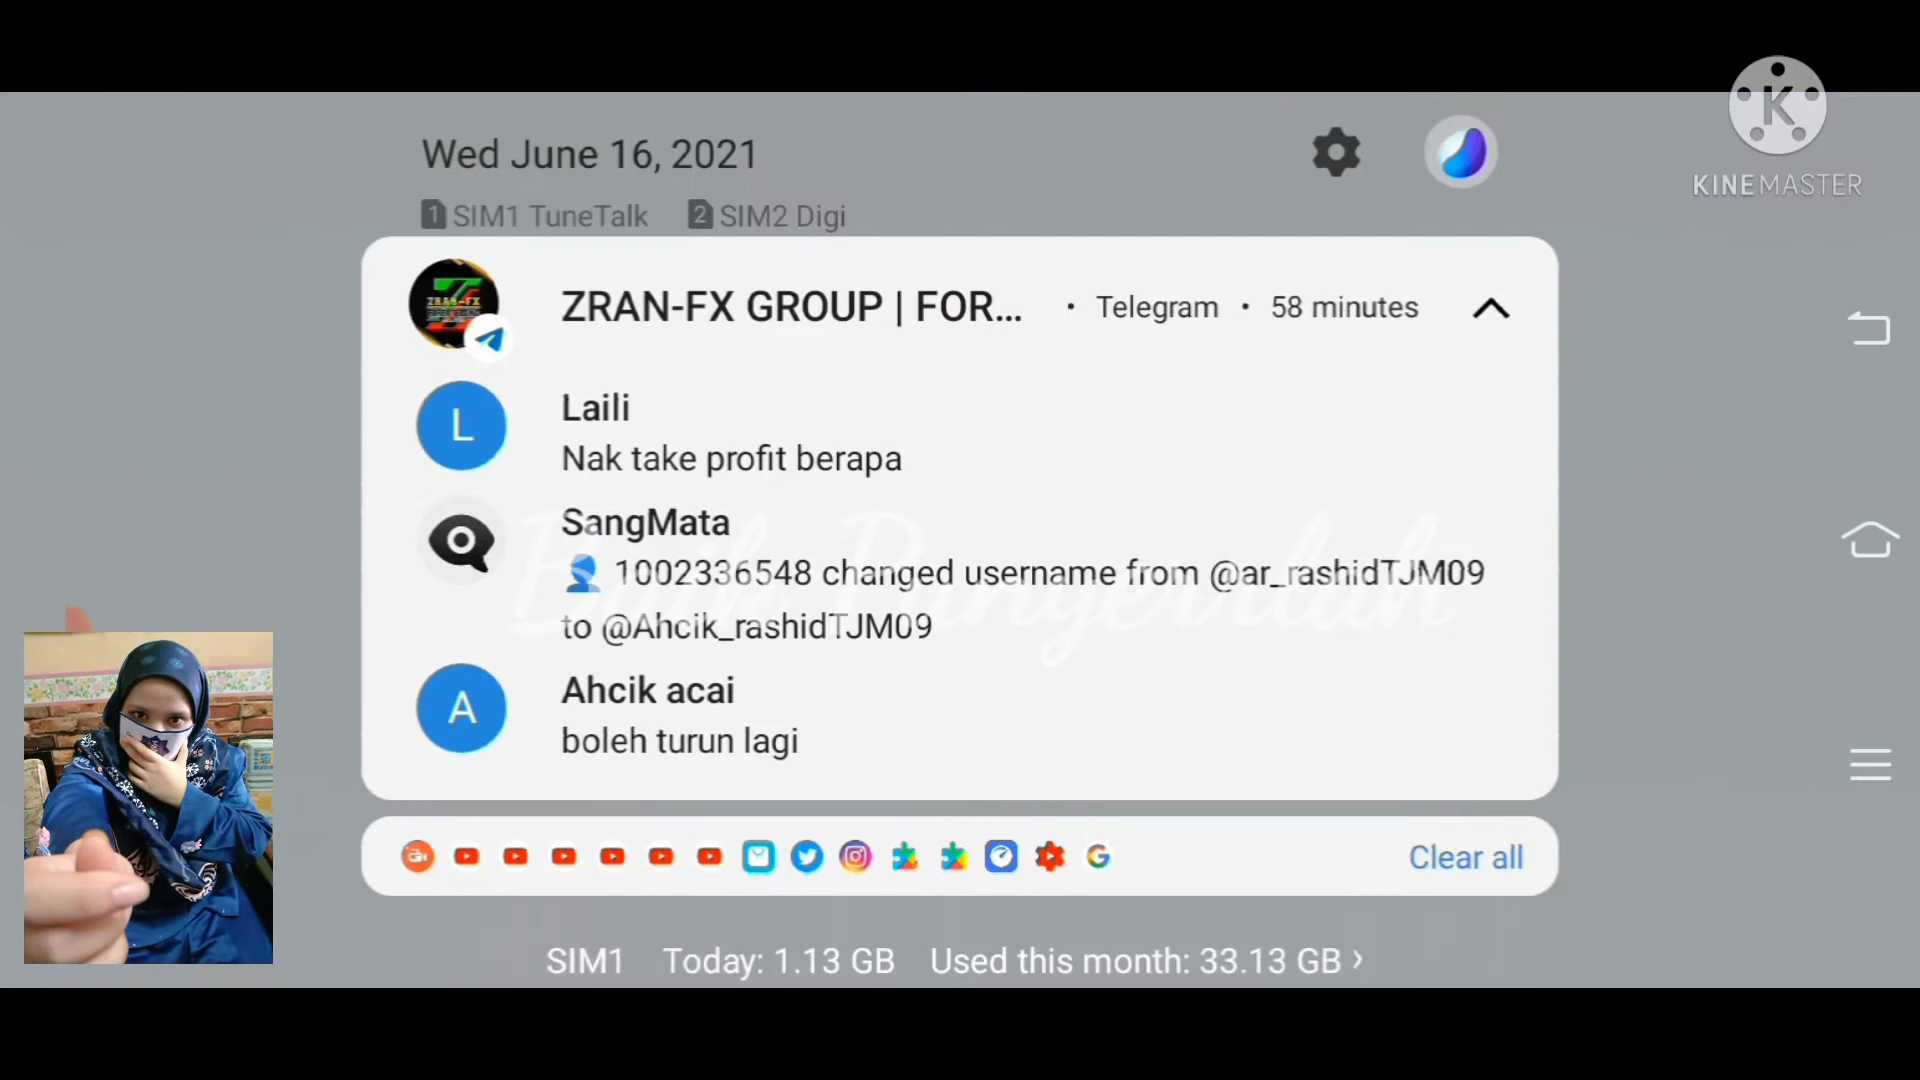 KINEMASTER
Wed June 16, 2021
1 SIM1 TuneTalk 2 SIM2 Digi
ZRAN-FX GROUP | FOR... • Telegram • 58 minutes
ZRAN-FX
L
Laili
Nak take profit berapa
SangMata
👤 1002336548 changed username from @ar_rashidTJM09
to @Ahcik_rashidTJM09
A
Ahcik acai
boleh turun lagi
Clear all
SIM1 Today: 1.13 GB Used this month: 33.13 GB ›